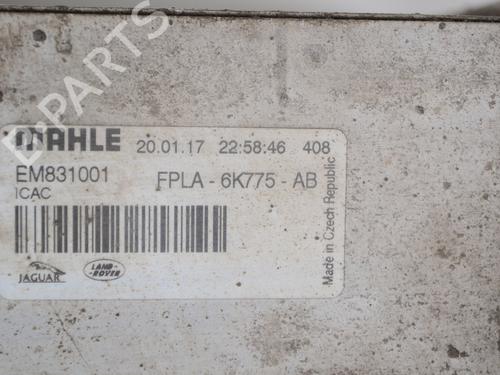 B-PARTS
MAHLE 20.01.17 22:58:46 408
EM831001 FPLA - 6K775 - AB
ICAC
JAGUAR LAND-ROVER
Made in Czech Republic